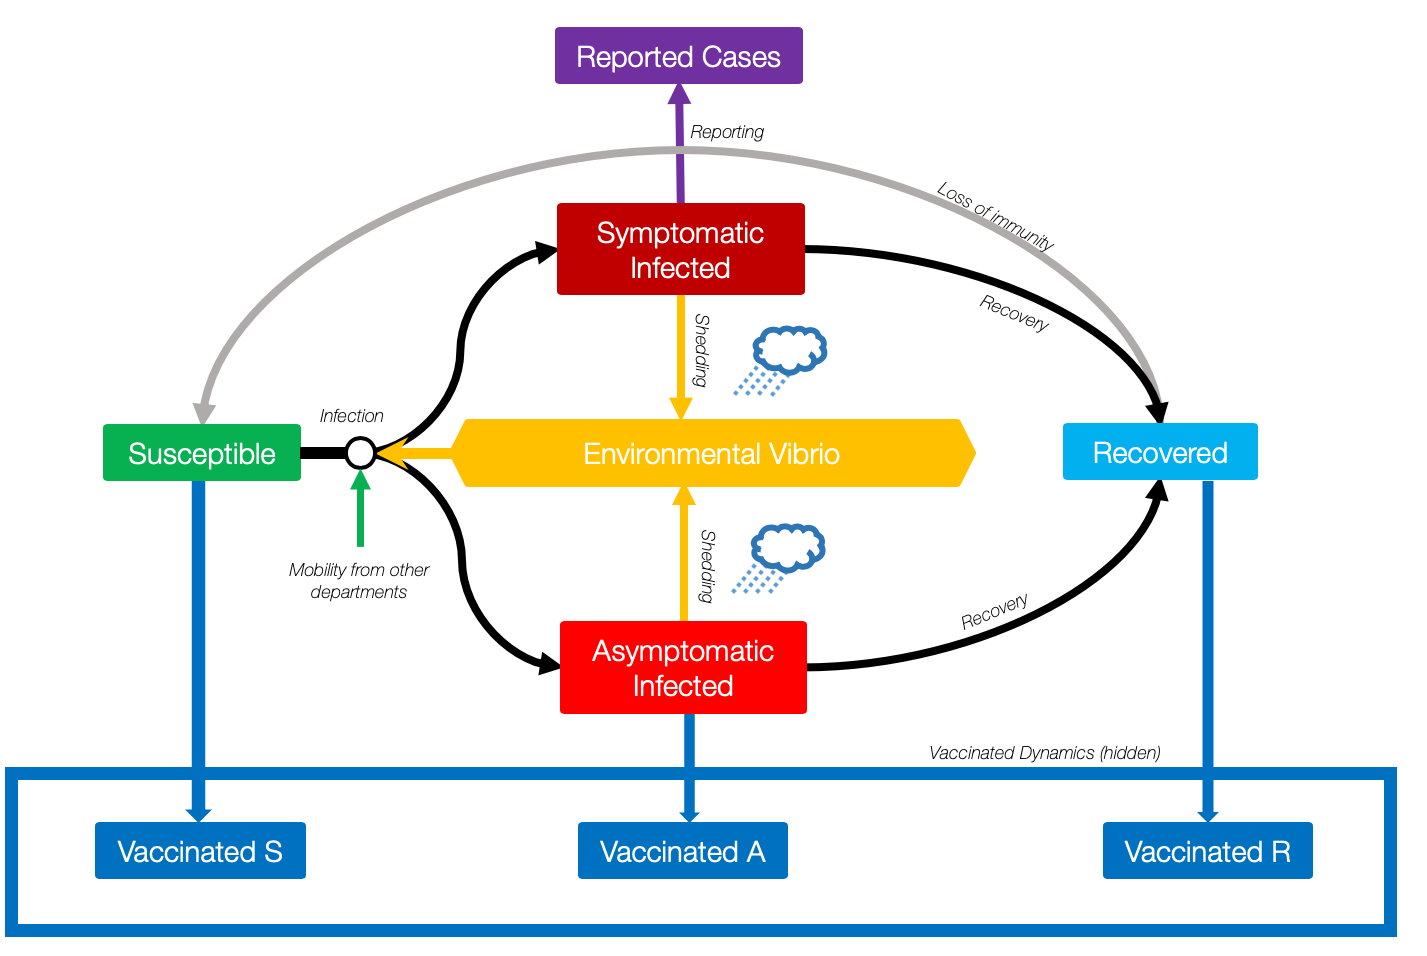 Reported Cases
Reporting
Loss of immunity
Symptomatic
Infected
Recovery
Shedding
Infection
Susceptible
Environmental Vibrio
Recovered
Mobility from other
departments
Shedding
Recovery
Asymptomatic
Infected
Vaccinated Dynamics (hidden)
Vaccinated S
Vaccinated A
Vaccinated R